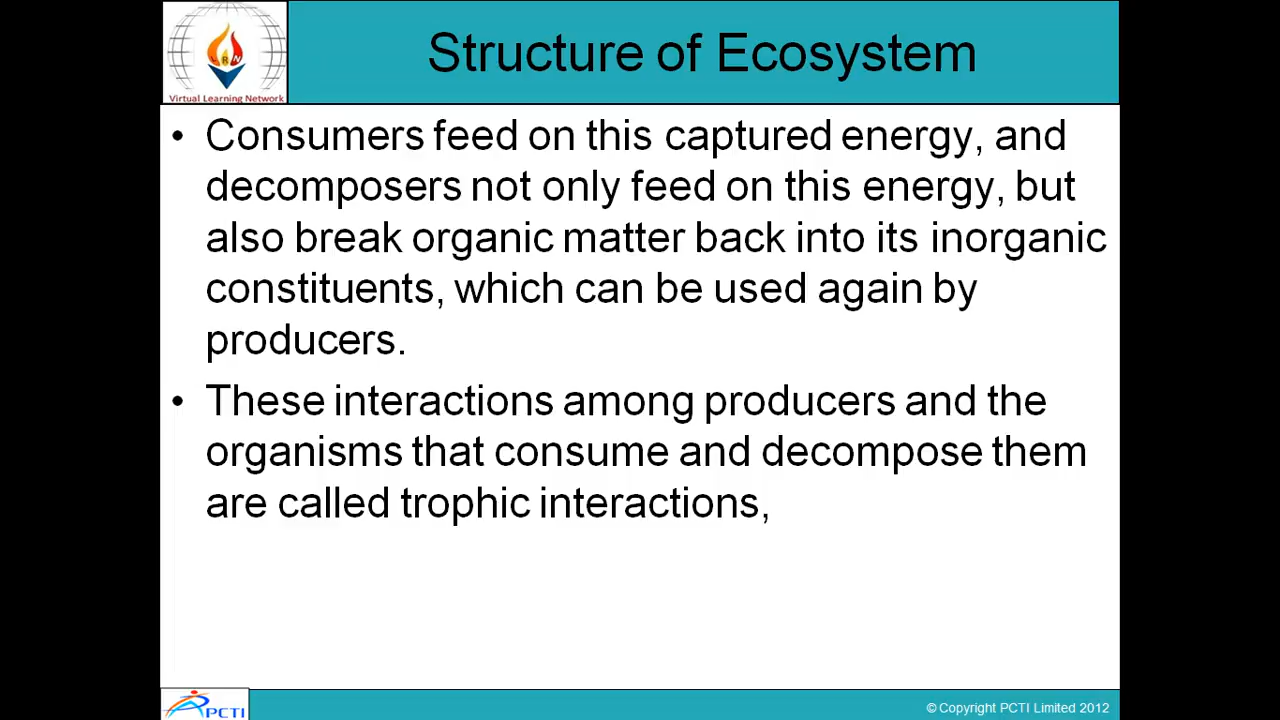 Structure of Ecosystem
Virtual Learning Network
• Consumers feed on this captured energy, and
decomposers not only feed on this energy, but
also break organic matter back into its inorganic
constituents, which can be used again by
producers.
• These interactions among producers and the
organisms that consume and decompose them
are called trophic interactions,
PCTI
© Copyright PCTI Limited 2012